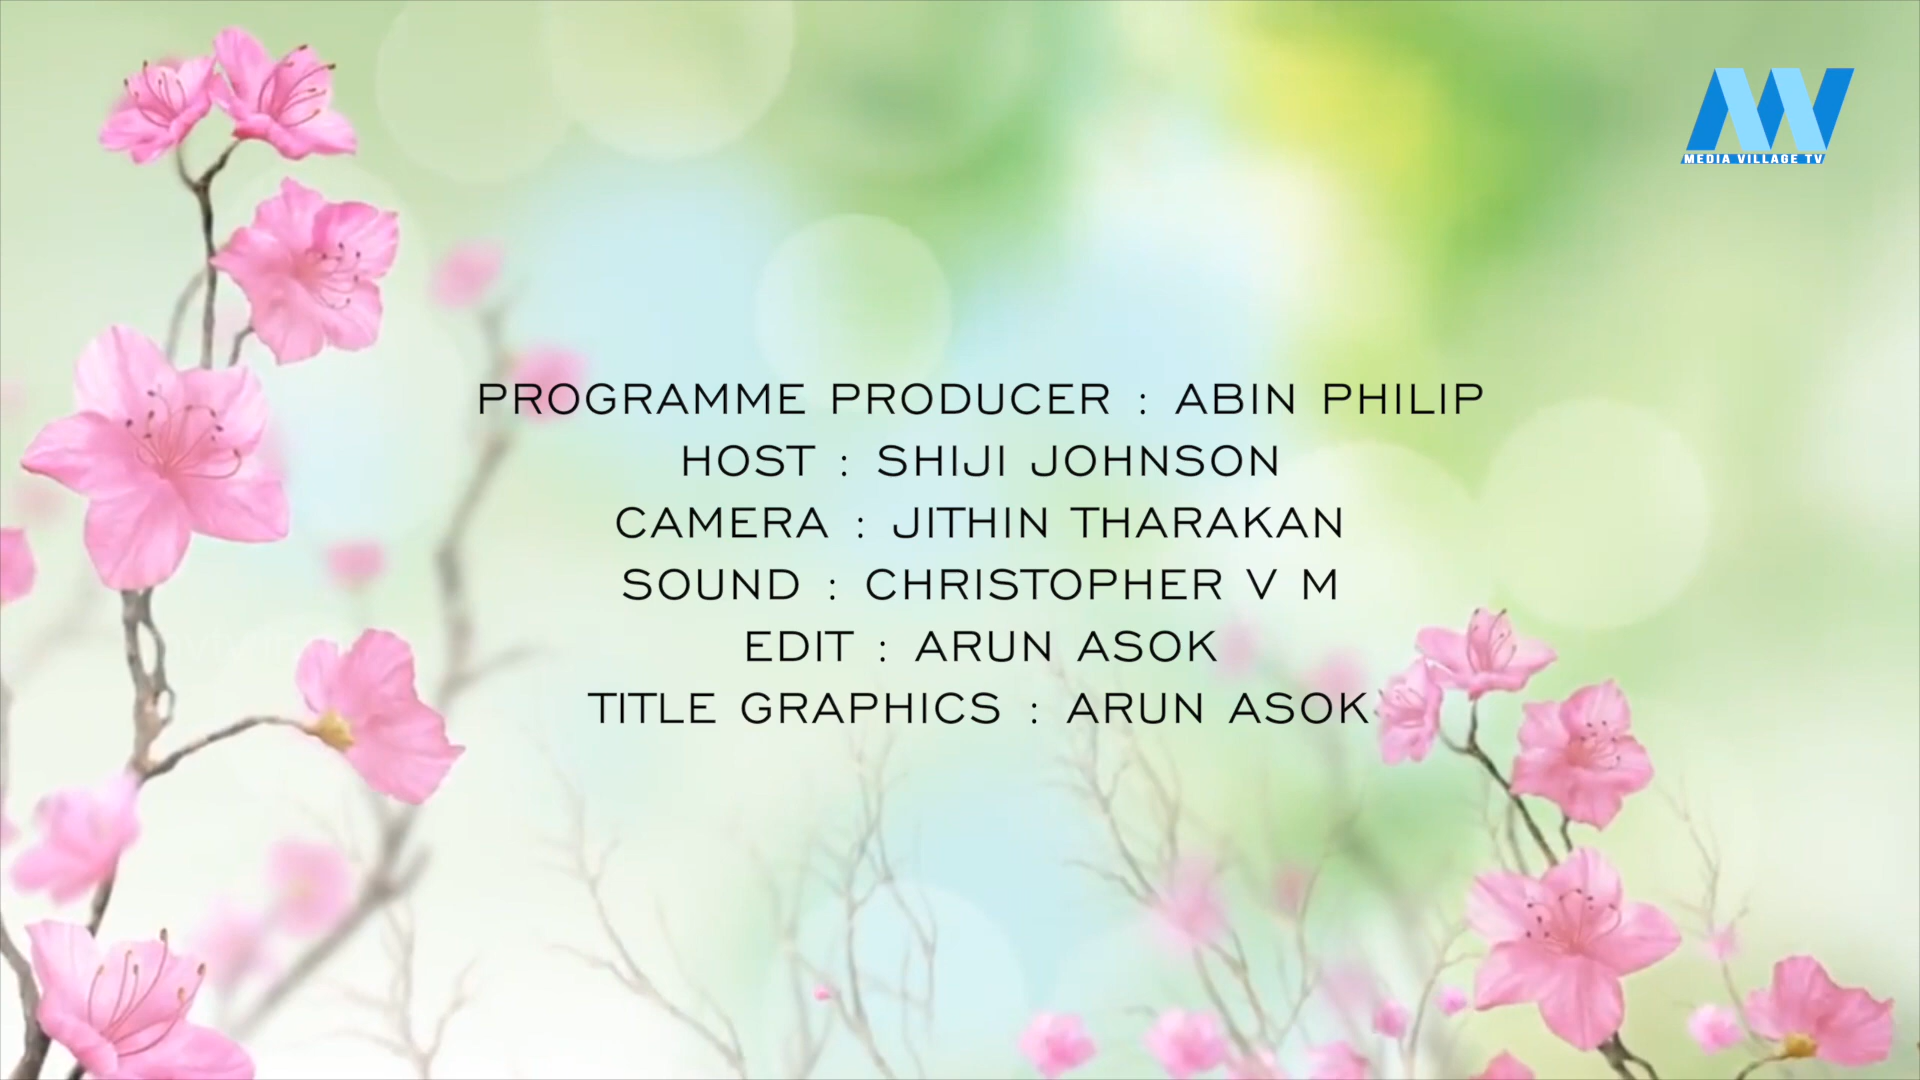 MEDIA VILLAGE TV
PROGRAMME PRODUCER : ABIN PHILIP
HOST : SHIJI JOHNSON
CAMERA : JITHIN THARAKAN
SOUND : CHRISTOPHER V M
EDIT : ARUN ASOK
TITLE GRAPHICS : ARUN ASOK